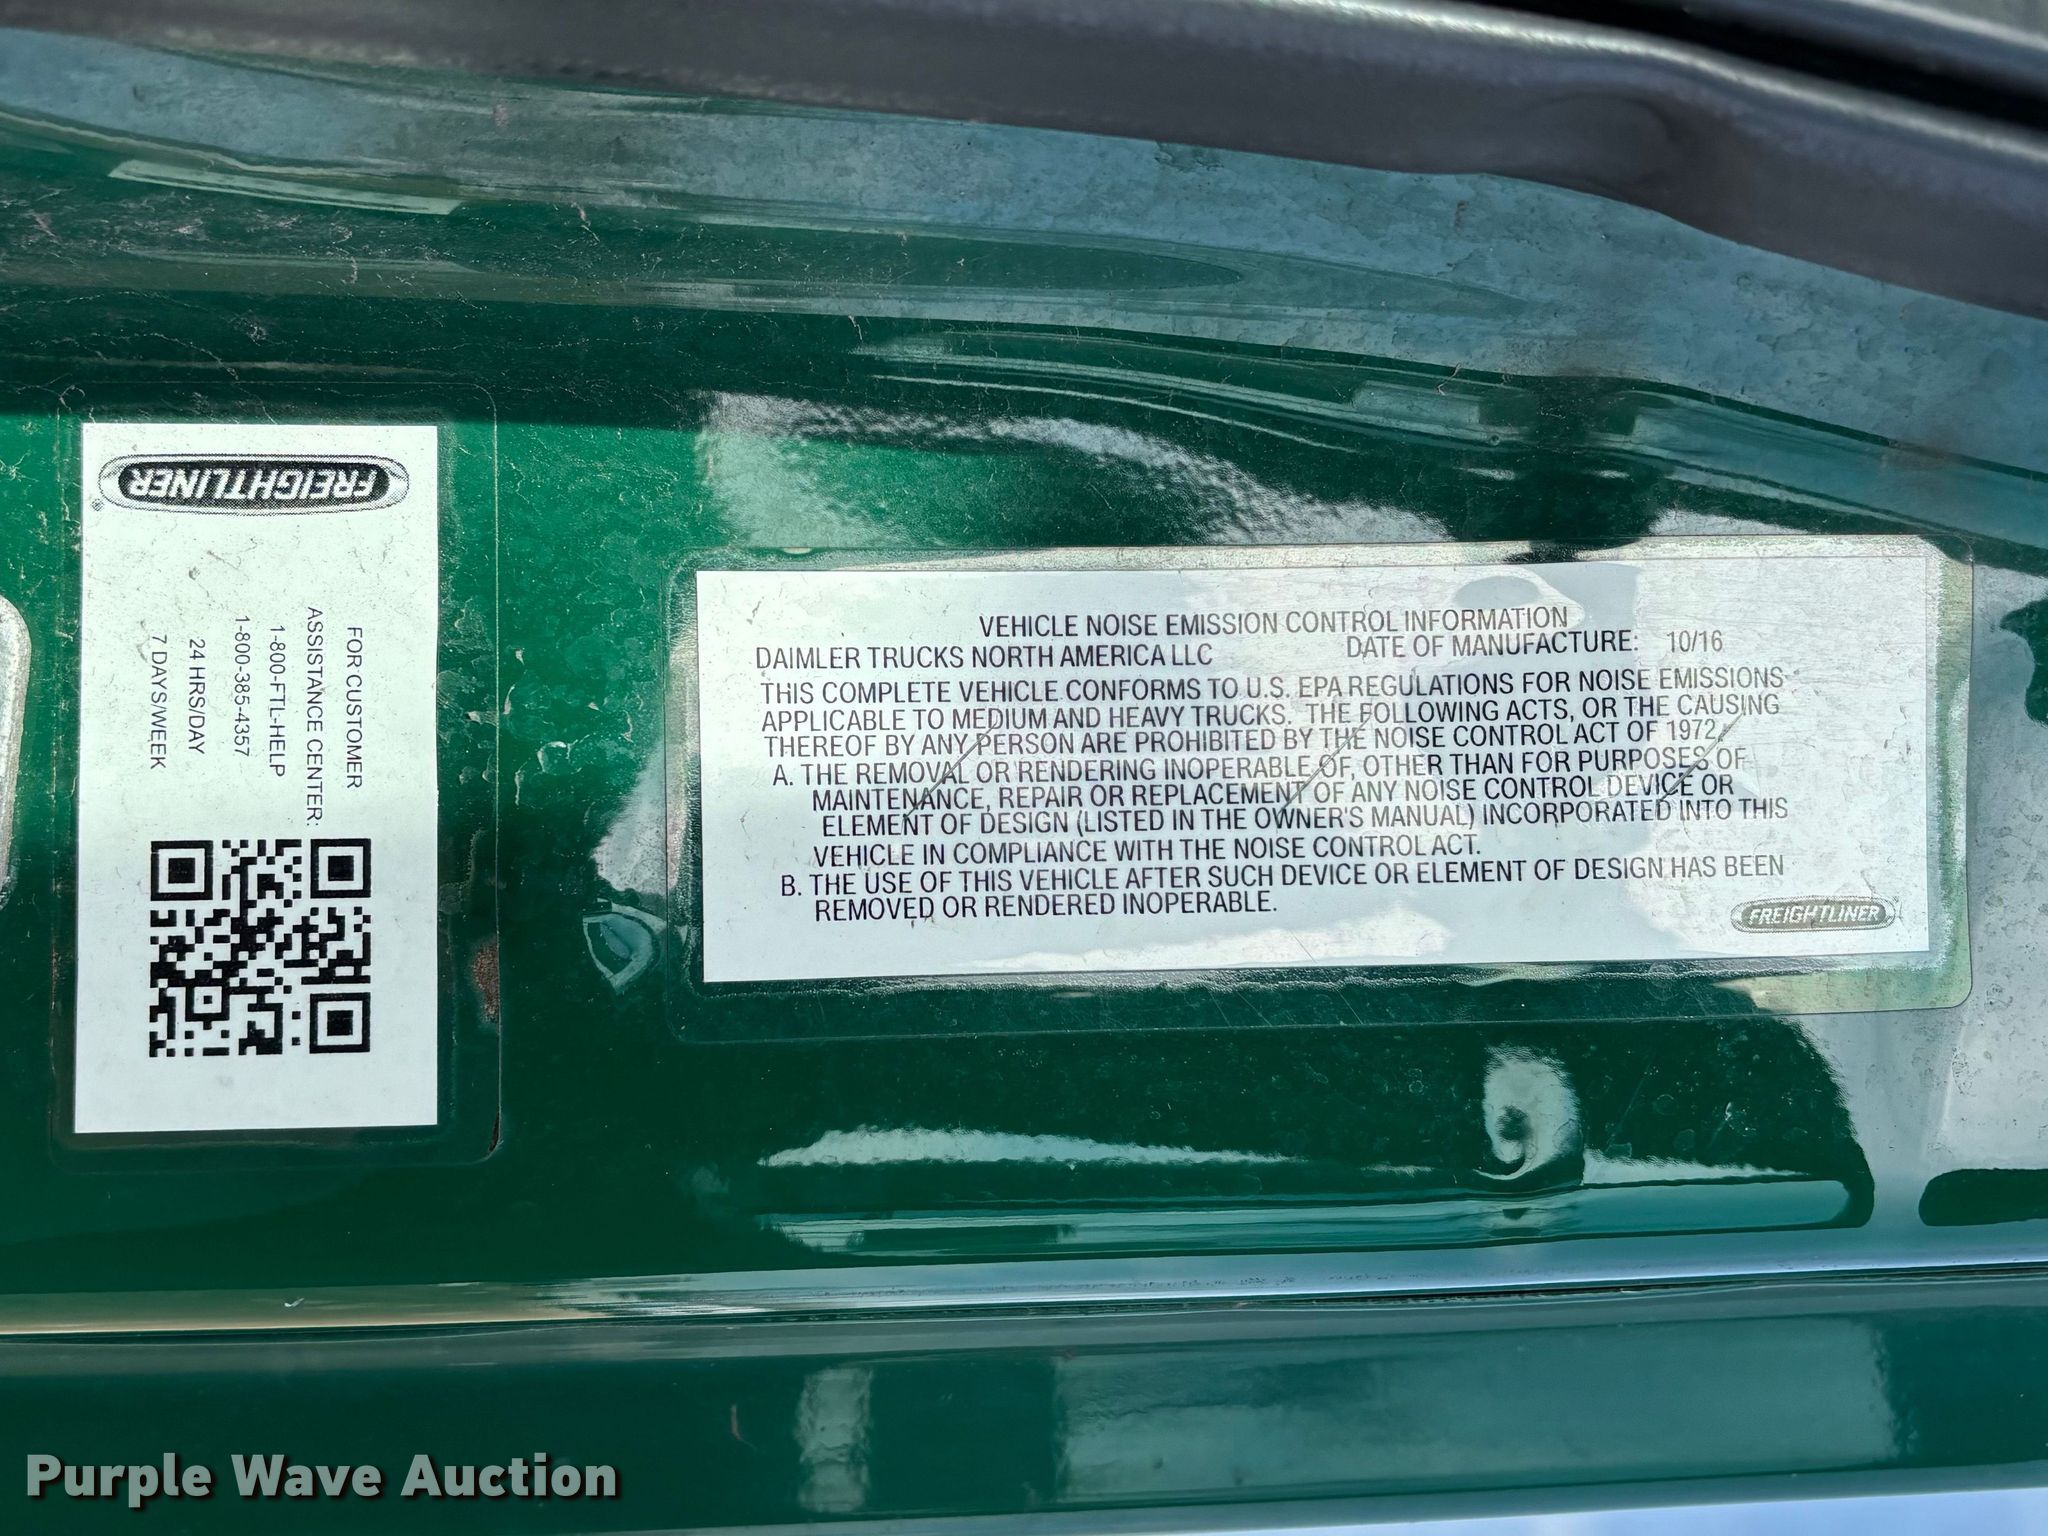 FREIGHTLINER
FOR CUSTOMER
ASSISTANCE CENTER:
1-800-FTL-HELP
1-800-385-4357
24 HRS/DAY
7 DAYS/WEEK
VEHICLE NOISE EMISSION CONTROL INFORMATION
DAIMLER TRUCKS NORTH AMERICA LLC DATE OF MANUFACTURE: 10/16
THIS COMPLETE VEHICLE CONFORMS TO U.S. EPA REGULATIONS FOR NOISE EMISSIONS
APPLICABLE TO MEDIUM AND HEAVY TRUCKS. THE FOLLOWING ACTS, OR THE CAUSING
THEREOF BY ANY PERSON ARE PROHIBITED BY THE NOISE CONTROL ACT OF 1972,
A. THE REMOVAL OR RENDERING INOPERABLE OF, OTHER THAN FOR PURPOSES OF
MAINTENANCE, REPAIR OR REPLACEMENT OF ANY NOISE CONTROL DEVICE OR
ELEMENT OF DESIGN (LISTED IN THE OWNER'S MANUAL) INCORPORATED INTO THIS
VEHICLE IN COMPLIANCE WITH THE NOISE CONTROL ACT.
B. THE USE OF THIS VEHICLE AFTER SUCH DEVICE OR ELEMENT OF DESIGN HAS BEEN
REMOVED OR RENDERED INOPERABLE.
FREIGHTLINER
Purple Wave Auction